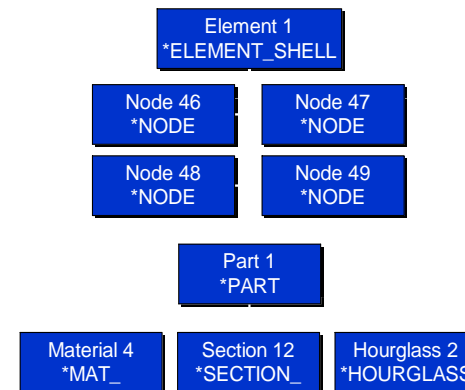 Element 1
*ELEMENT_SHELL
Node 46
*NODE
Node 47
*NODE
Node 48
*NODE
Node 49
*NODE
Part 1
*PART
Material 4
*MAT_
Section 12
*SECTION_
Hourglass 2
*HOURGLASS